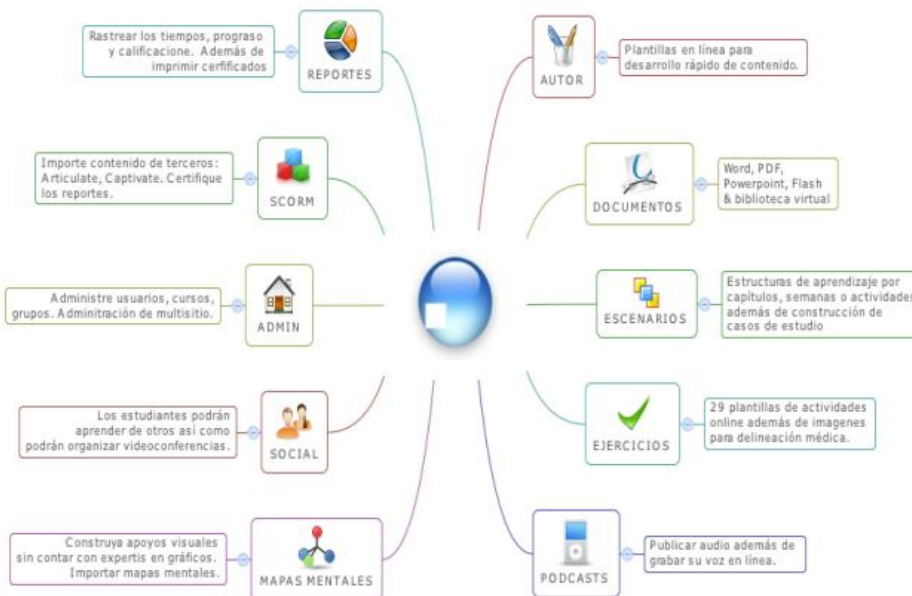 Rastrear los tiempos, prograso
y calificacione. Además de
imprimir cerfificados
REPORTES
AUTOR
Plantillas en línea para
desarrollo rápido de contenido.
Importe contenido de terceros:
Articulate, Captivate. Certifique
los reportes.
SCORM
DOCUMENTOS
Word, PDF,
Powerpoint, Flash
& biblioteca virtual
Administre usuarios, cursos,
grupos. Adminitración de multisitio.
ADMIN
ESCENARIOS
Estructuras de aprendizaje por
capítulos, semanas o actividades
además de construcción de
casos de estudio
Los estudiantes podrán
aprender de otros así como
podrán organizar videoconferencias.
SOCIAL
EJERCICIOS
29 plantillas de actividades
online además de imagenes
para delineación médica.
Construya apoyos visuales
sin contar con expertis en gráficos.
Importar mapas mentales.
MAPAS MENTALES
PODCASTS
Publicar audio además de
grabar su voz en línea.